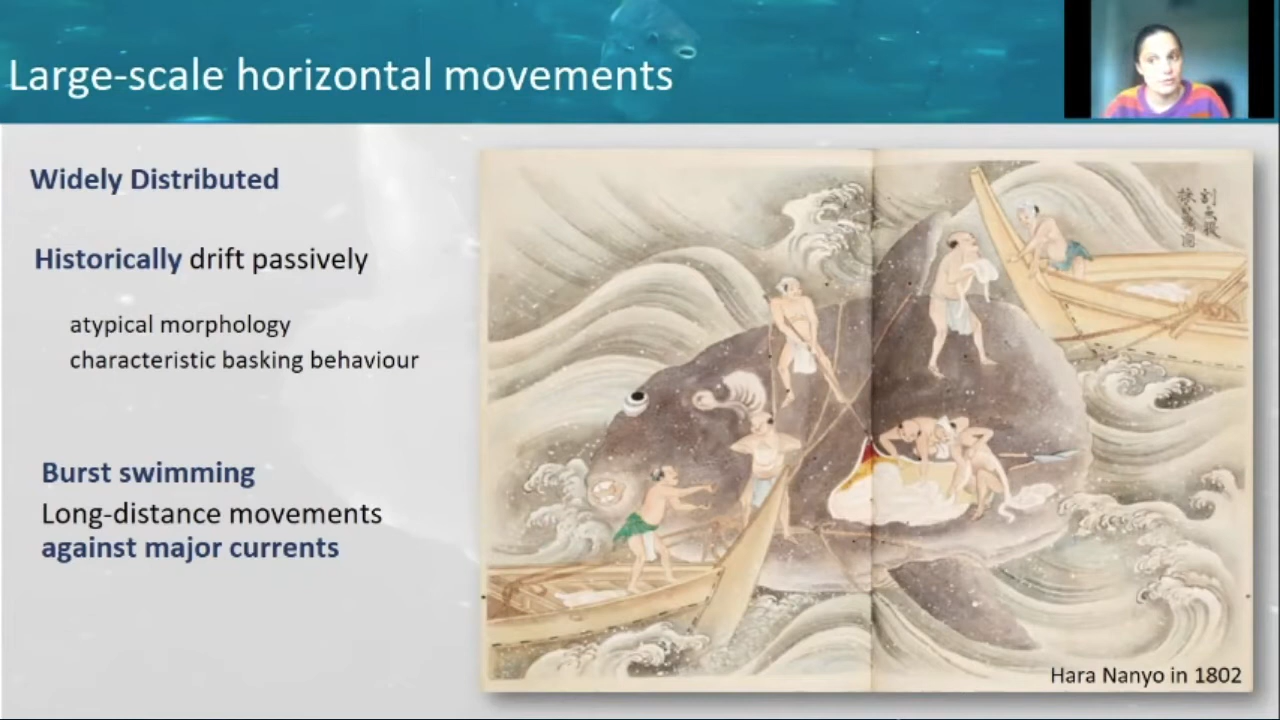 Large-scale horizontal movements
Widely Distributed
Historically drift passively
atypical morphology
characteristic basking behaviour
Burst swimming
Long-distance movements
against major currents
Hara Nanyo in 1802